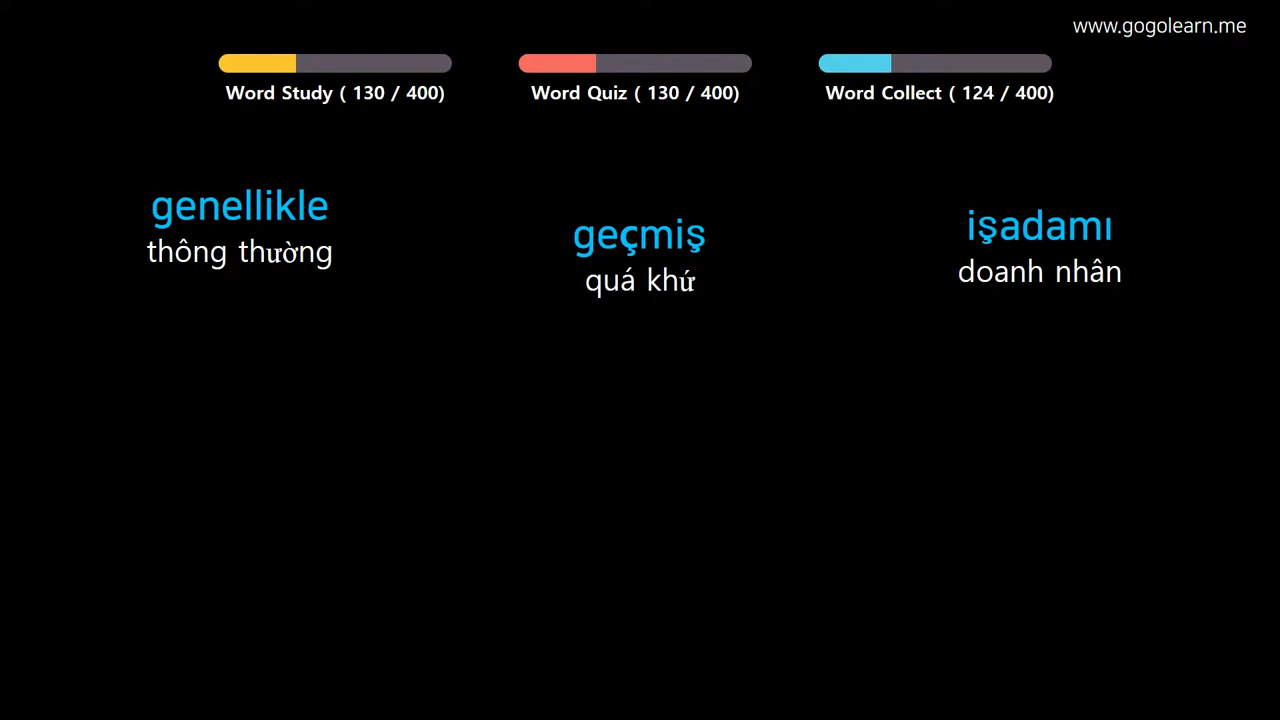 www.gogolearn.me
Word Study ( 130 / 400)
Word Quiz ( 130 / 400)
Word Collect ( 124 / 400)
genellikle
thông thường
geçmiş
quá khứ
işadamı
doanh nhân